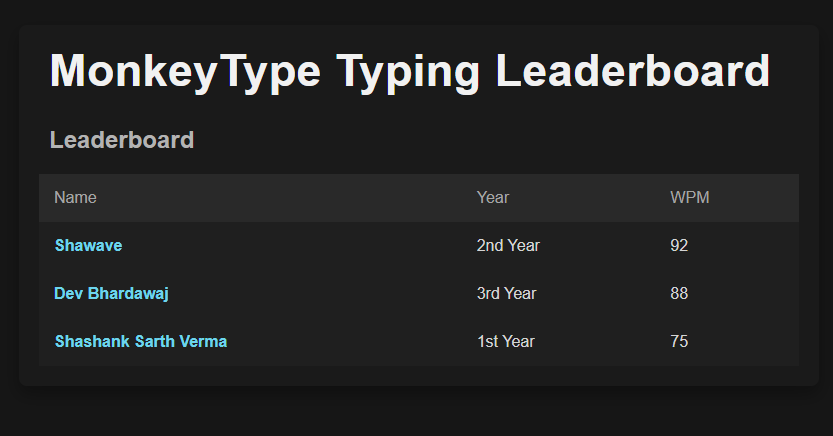 MonkeyType Typing Leaderboard
Leaderboard
Name Year WPM
Shawave 2nd Year 92
Dev Bhardawaj 3rd Year 88
Shashank Sarth Verma 1st Year 75